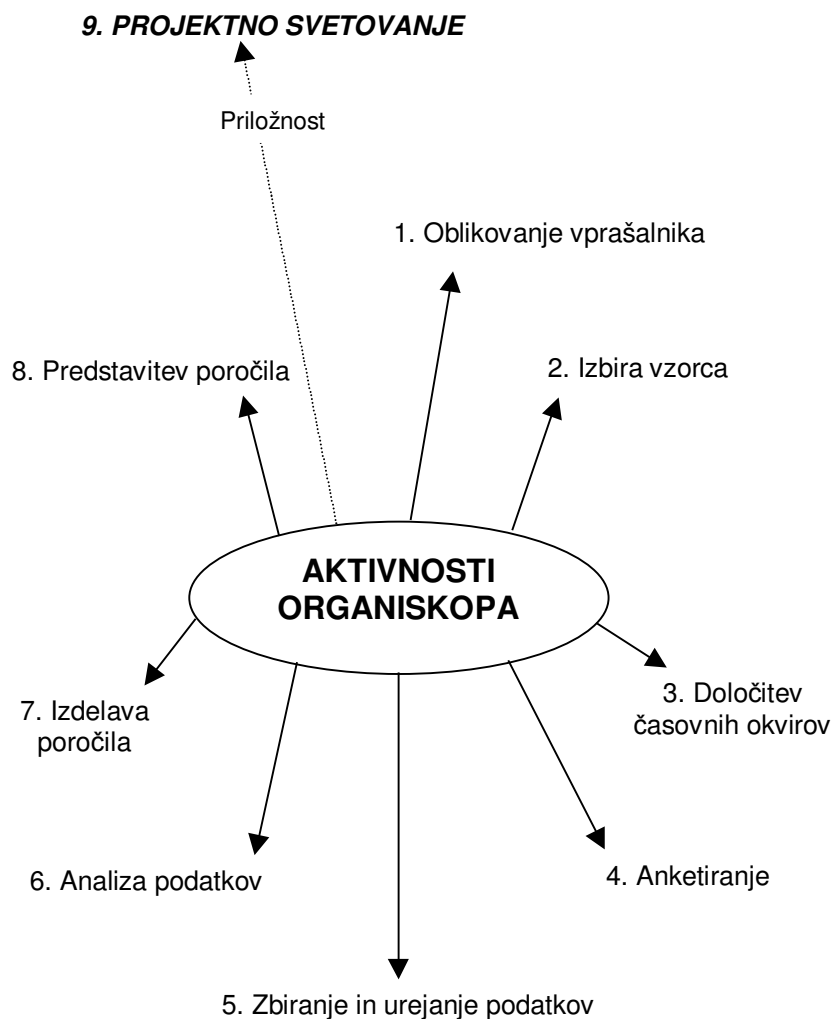 9. PROJEKTNO SVETOVANJE
Priložnost
1. Oblikovanje vprašalnika
8. Predstavitev poročila
2. Izbira vzorca
AKTIVNOSTI
ORGANISKOPA
3. Določitev
časovnih okvirov
7. Izdelava
poročila
4. Anketiranje
6. Analiza podatkov
5. Zbiranje in urejanje podatkov